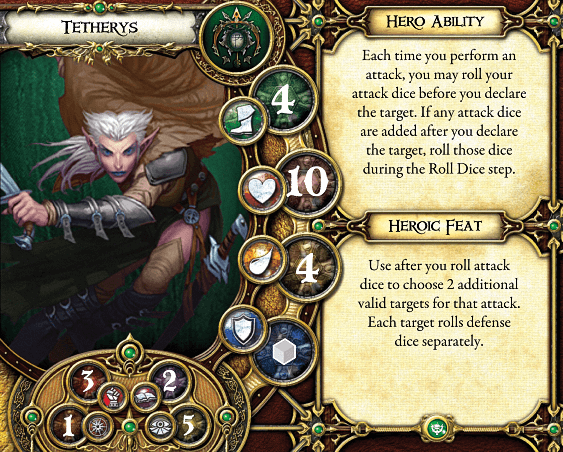 Tetherys
4
10
4
3
2
1
5
Hero Ability
Each time you perform an
attack, you may roll your
attack dice before you declare
the target. If any attack dice
are added after you declare
the target, roll those dice
during the Roll Dice step.
Heroic Feat
Use after you roll attack
dice to choose 2 additional
valid targets for that attack.
Each target rolls defense
dice separately.